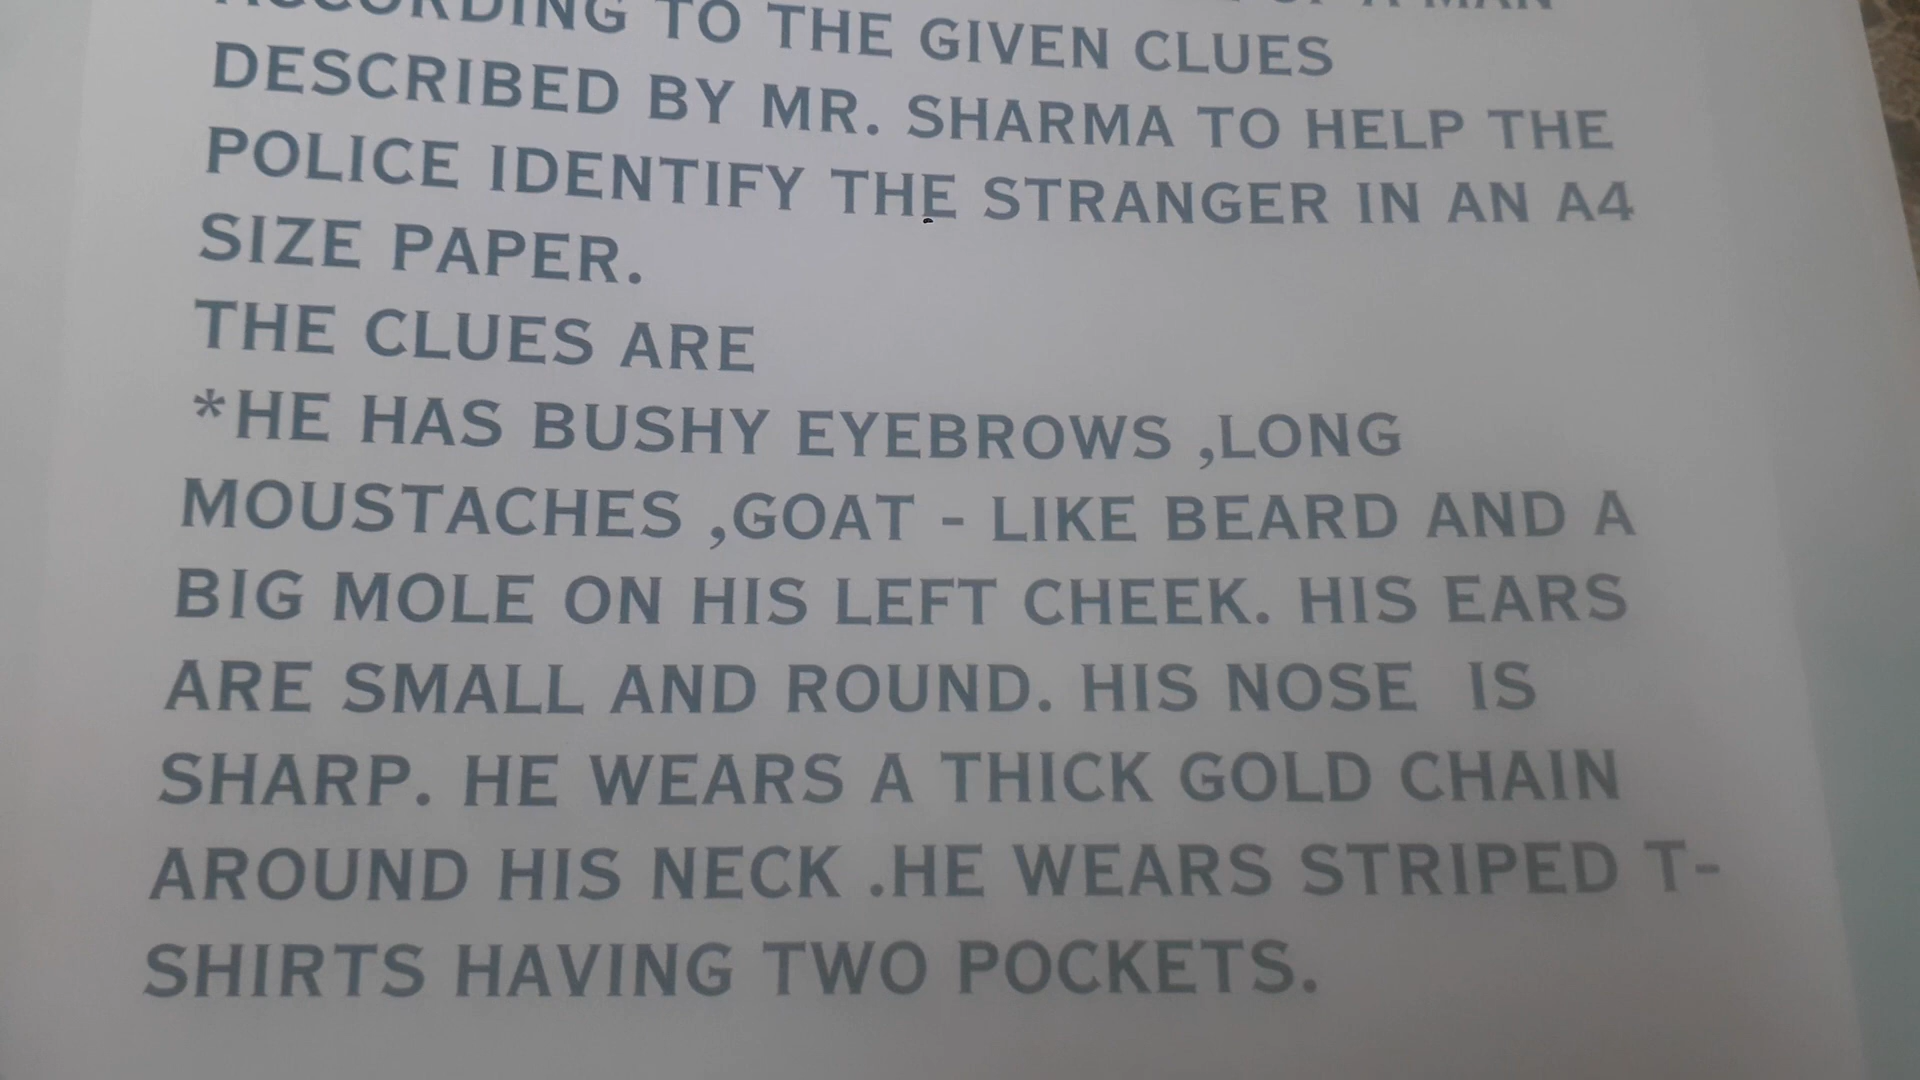 ACCORDING TO THE GIVEN CLUES
DESCRIBED BY MR. SHARMA TO HELP THE
POLICE IDENTIFY THE STRANGER IN AN A4
SIZE PAPER.
THE CLUES ARE
*HE HAS BUSHY EYEBROWS ,LONG
MOUSTACHES ,GOAT - LIKE BEARD AND A
BIG MOLE ON HIS LEFT CHEEK. HIS EARS
ARE SMALL AND ROUND. HIS NOSE  IS
SHARP. HE WEARS A THICK GOLD CHAIN
AROUND HIS NECK .HE WEARS STRIPED T-
SHIRTS HAVING TWO POCKETS.